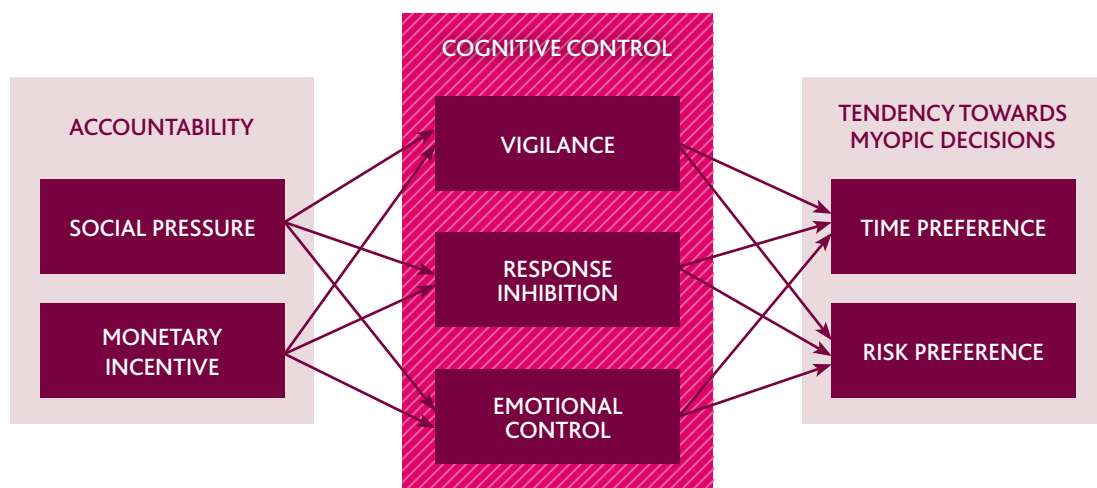 ACCOUNTABILITY
SOCIAL PRESSURE
MONETARY
INCENTIVE
COGNITIVE CONTROL
VIGILANCE
RESPONSE
INHIBITION
EMOTIONAL
CONTROL
TENDENCY TOWARDS
MYOPIC DECISIONS
TIME PREFERENCE
RISK PREFERENCE